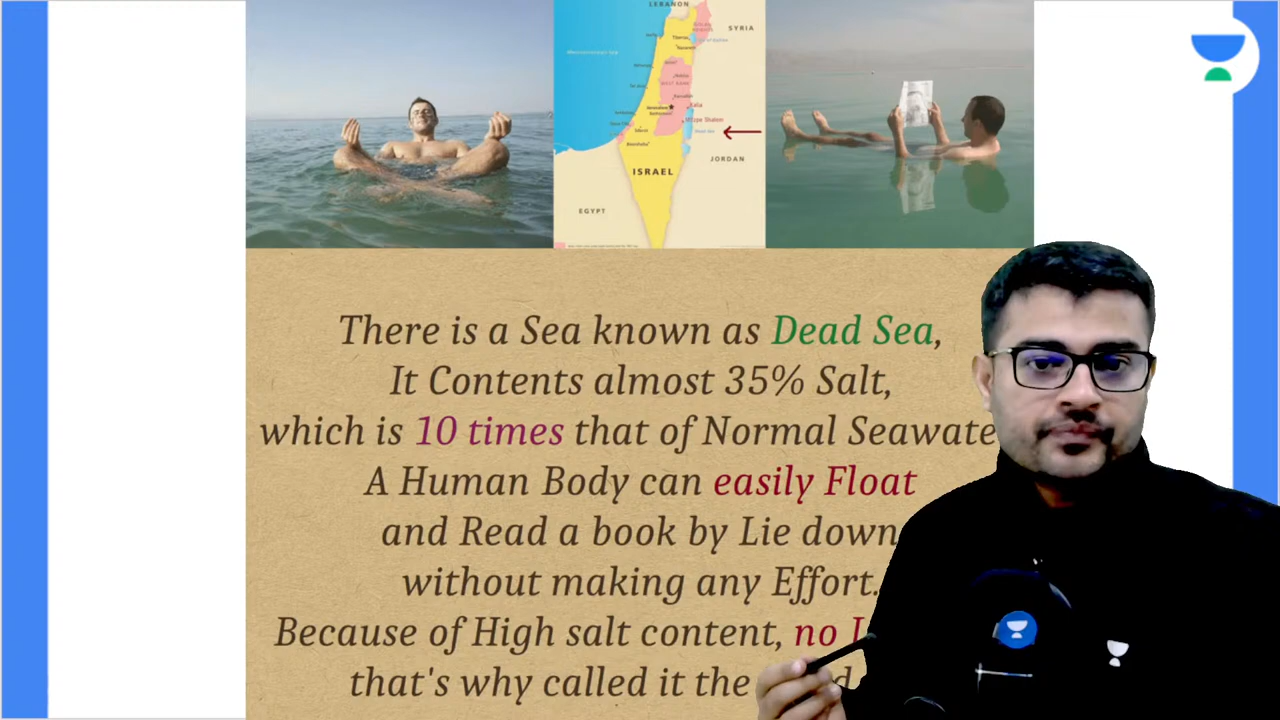 LEBANON
SYRIA
JORDAN
ISRAEL
EGYPT
There is a Sea known as Dead Sea,
It Contents almost 35% Salt,
which is 10 times that of Normal Seawate
A Human Body can easily Float
and Read a book by Lie down
without making any Effort.
Because of High salt content, no
that's why called it the